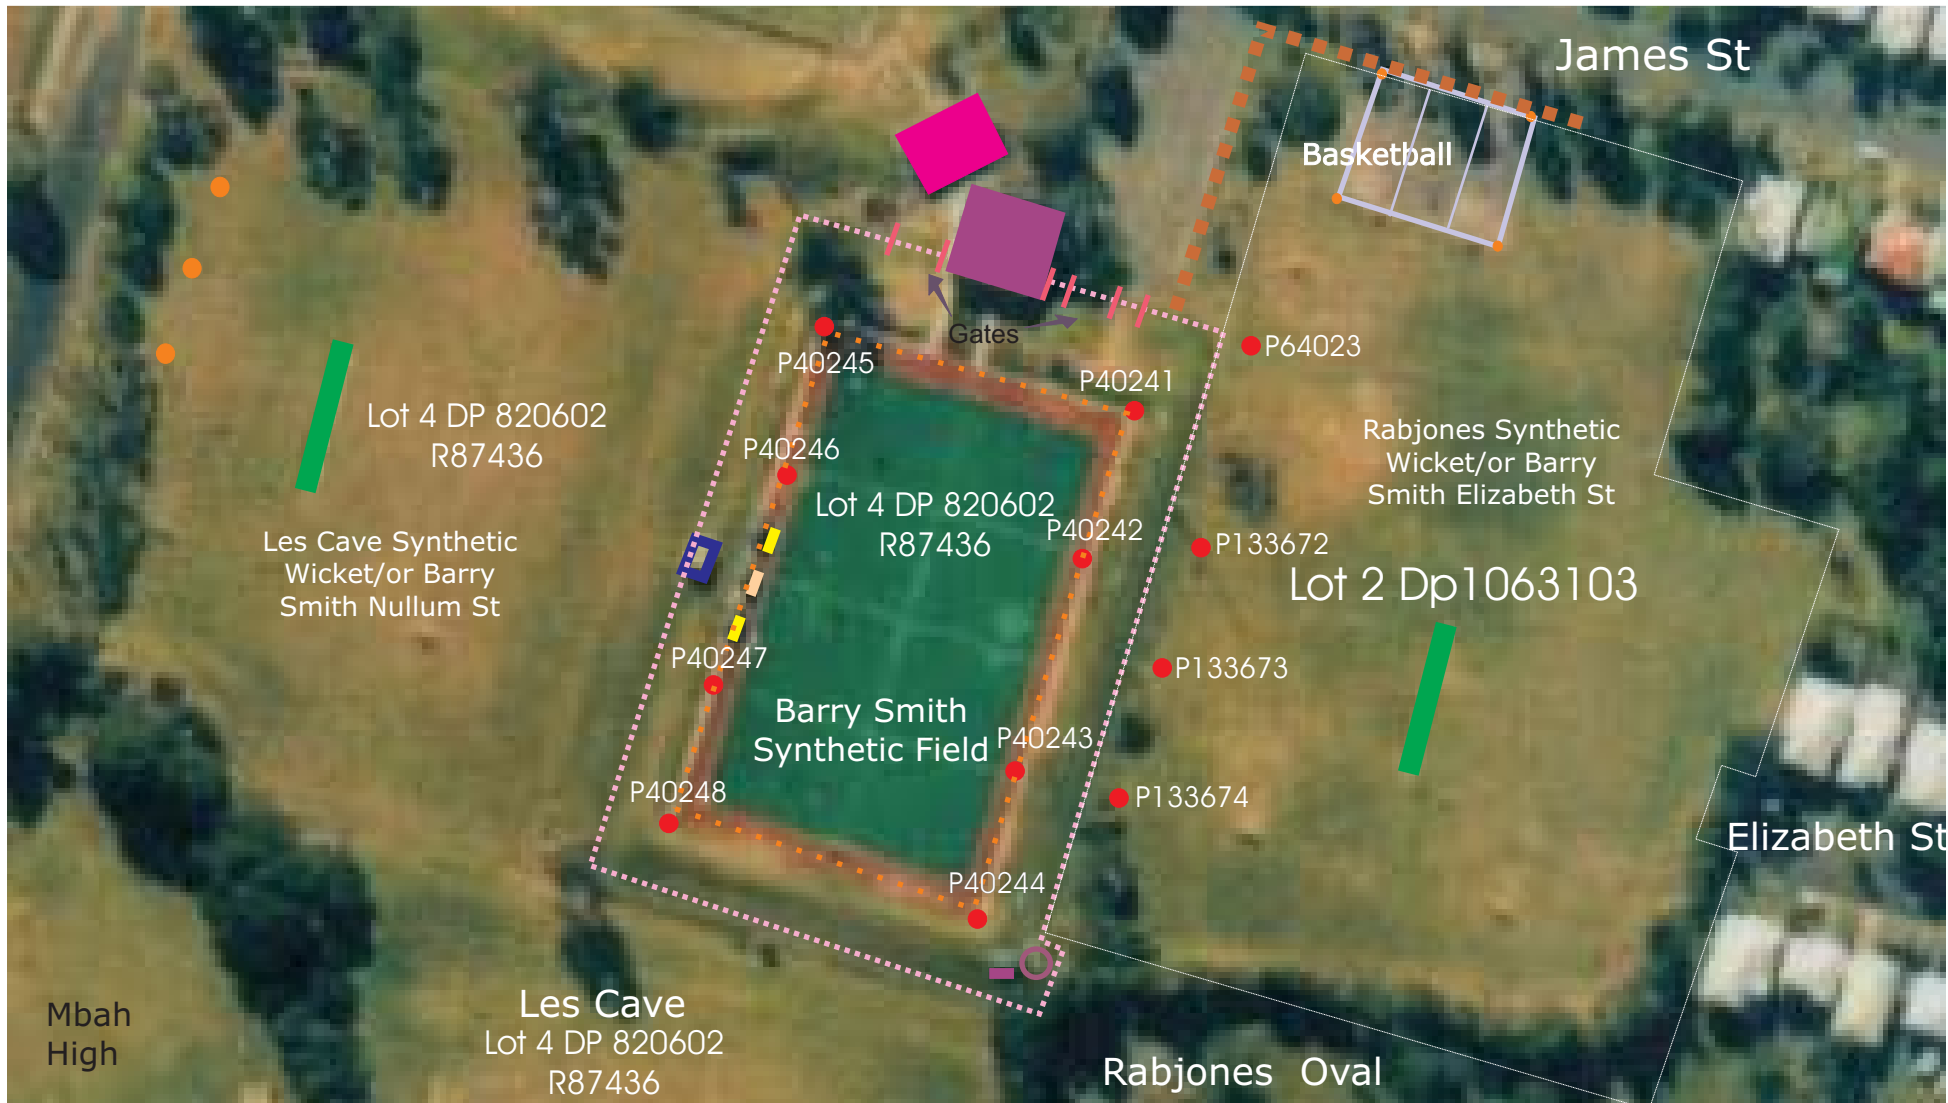 James St
Basketball
Gates
P64023
P40245
P40241
Lot 4 DP 820602
R87436
Rabjones Synthetic
Wicket/or Barry
Smith Elizabeth St
P40246
Lot 4 DP 820602
R87436
P40242
P133672
Les Cave Synthetic
Wicket/or Barry
Smith Nullum St
Lot 2 Dp1063103
P40247
P133673
Barry Smith
Synthetic Field
P40243
P40248
P133674
Elizabeth St
P40244
Les Cave
Lot 4 DP 820602
R87436
Mbah
High
Rabjones Oval